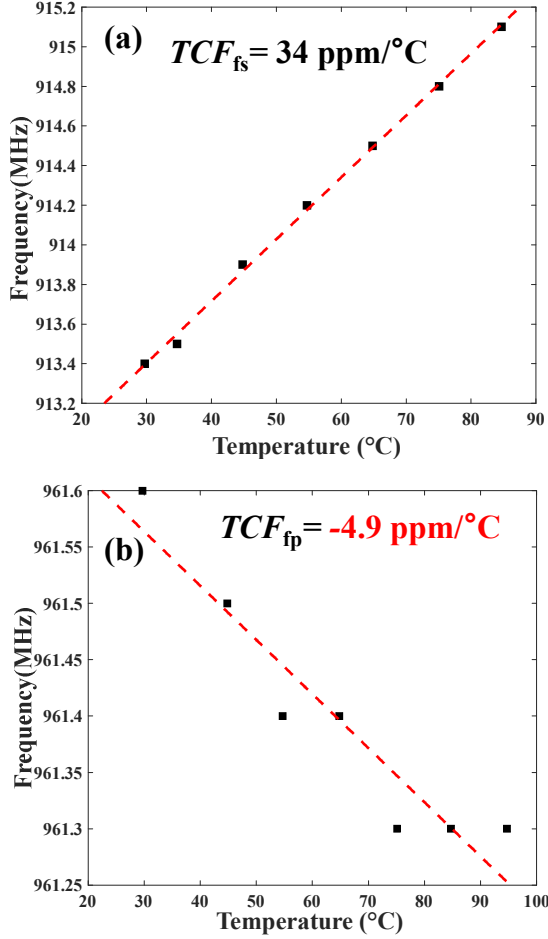 915.2
(a)
TCFfs= 34 ppm/°C
915
914.8
914.6
914.4
914.2
914
913.8
913.6
913.4
913.2
Frequency(MHz)
20 30 40 50 60 70 80 90
Temperature (°C)
961.6
(b)
TCFfp= -4.9 ppm/°C
961.55
961.5
961.45
961.4
961.35
961.3
961.25
Frequency(MHz)
20 30 40 50 60 70 80 90 100
Temperature (°C)